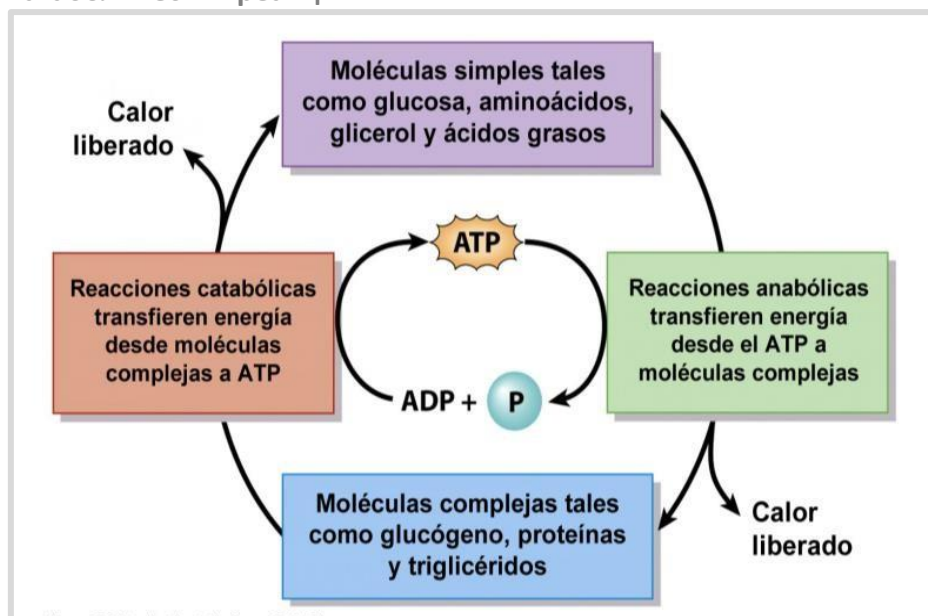 Moléculas simples tales
como glucosa, aminoácidos,
glicerol y ácidos grasos
Calor
liberado
ATP
Reacciones catabólicas
transfieren energía
desde moléculas
complejas a ATP
Reacciones anabólicas
transfieren energía
desde el ATP a
moléculas complejas
ADP + P
Moléculas complejas tales
como glucógeno, proteínas
y triglicéridos
Calor
liberado